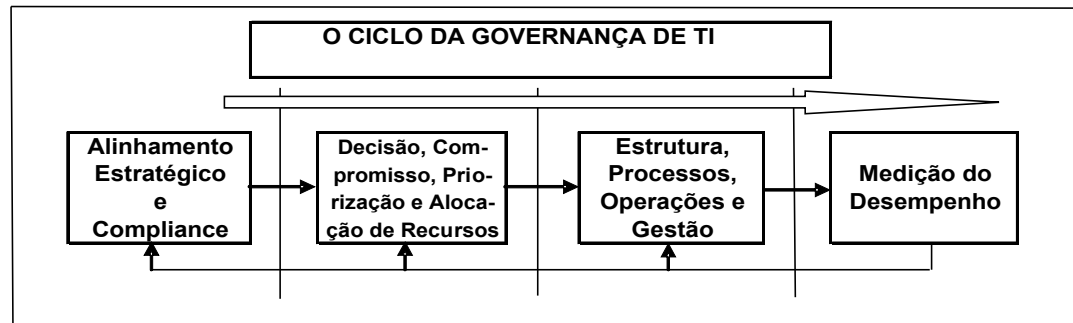 O CICLO DA GOVERNANÇA DE TI
Alinhamento
Estratégico
e
Compliance
Decisão, Com-
promisso, Prio-
rização e Aloca-
ção de Recursos
Estrutura,
Processos,
Operações e
Gestão
Medição do
Desempenho